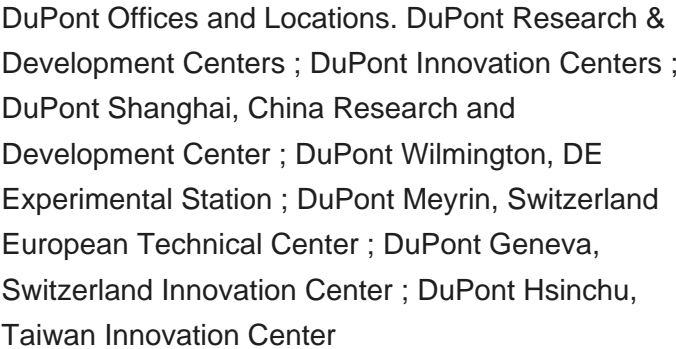 DuPont Offices and Locations. DuPont Research &
Development Centers ; DuPont Innovation Centers ;
DuPont Shanghai, China Research and
Development Center ; DuPont Wilmington, DE
Experimental Station ; DuPont Meyrin, Switzerland
European Technical Center ; DuPont Geneva,
Switzerland Innovation Center ; DuPont Hsinchu,
Taiwan Innovation Center